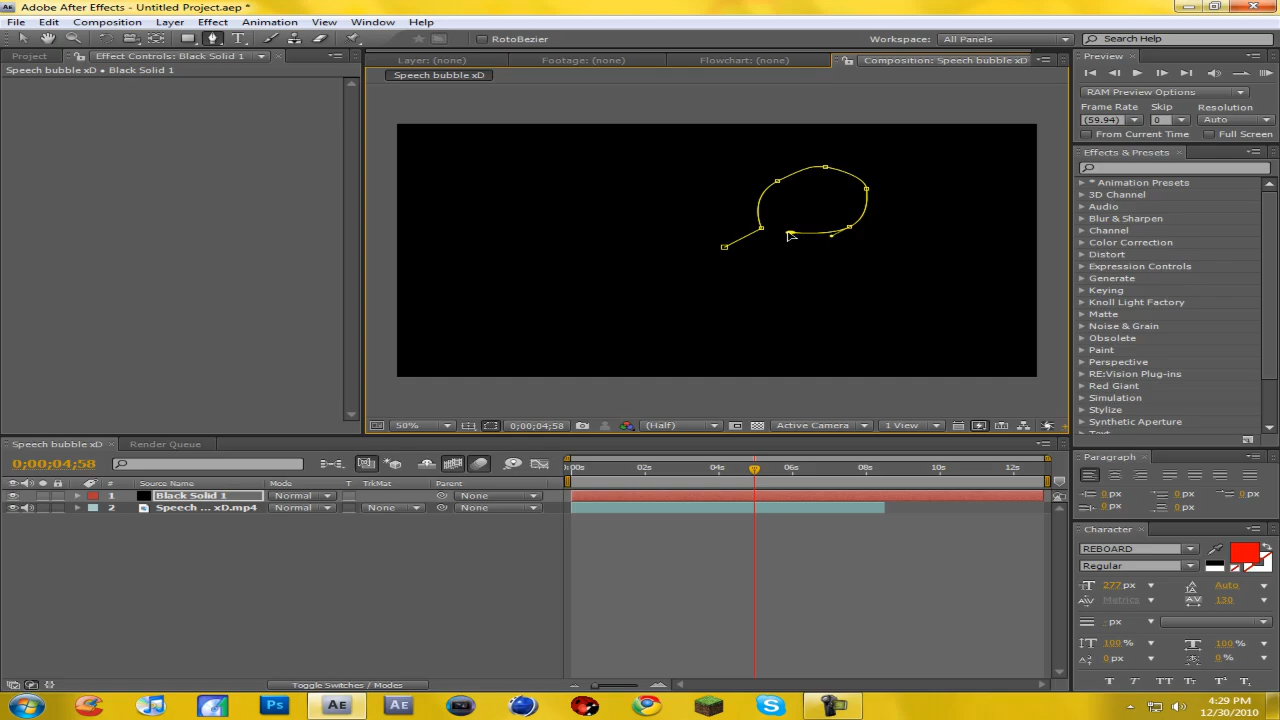 Adobe After Effects - Untitled Project.aep *
File Edit Composition Layer Effect Animation View Window Help
RotoBezier
Workspace: All Panels
Search Help
Project
Effect Controls: Black Solid 1
Speech bubble xD • Black Solid 1
Layer: (none)
Footage: (none)
Flowchart: (none)
Composition: Speech bubble xD
Speech bubble xD
50%
0;00;04;58
(Half)
Active Camera
1 View
Preview
RAM Preview Options
Frame Rate Skip Resolution
(59.94) 0 Auto
From Current Time Full Screen
Effects & Presets
* Animation Presets
3D Channel
Audio
Blur & Sharpen
Channel
Color Correction
Distort
Expression Controls
Generate
Keying
Knoll Light Factory
Matte
Noise & Grain
Obsolete
Paint
Perspective
RE:Vision Plug-ins
Red Giant
Simulation
Stylize
Synthetic Aperture
Text
Paragraph
0 px 0 px 0 px
0 px 0 px
Character
REBOARD
Regular
277 px Auto
Metrics 130
- px
100 % 100 %
0 px 0 %
T T TT Tt T¹ T₁
Speech bubble xD
Render Queue
0;00;04;58
# Source Name Mode T TrkMat Parent
1 Black Solid 1 Normal None
2 Speech ... xD.mp4 Normal None None
:00s 02s 04s 06s 08s 10s 12s
Toggle Switches / Modes
Ps
AE
AE
4:29 PM
12/30/2010